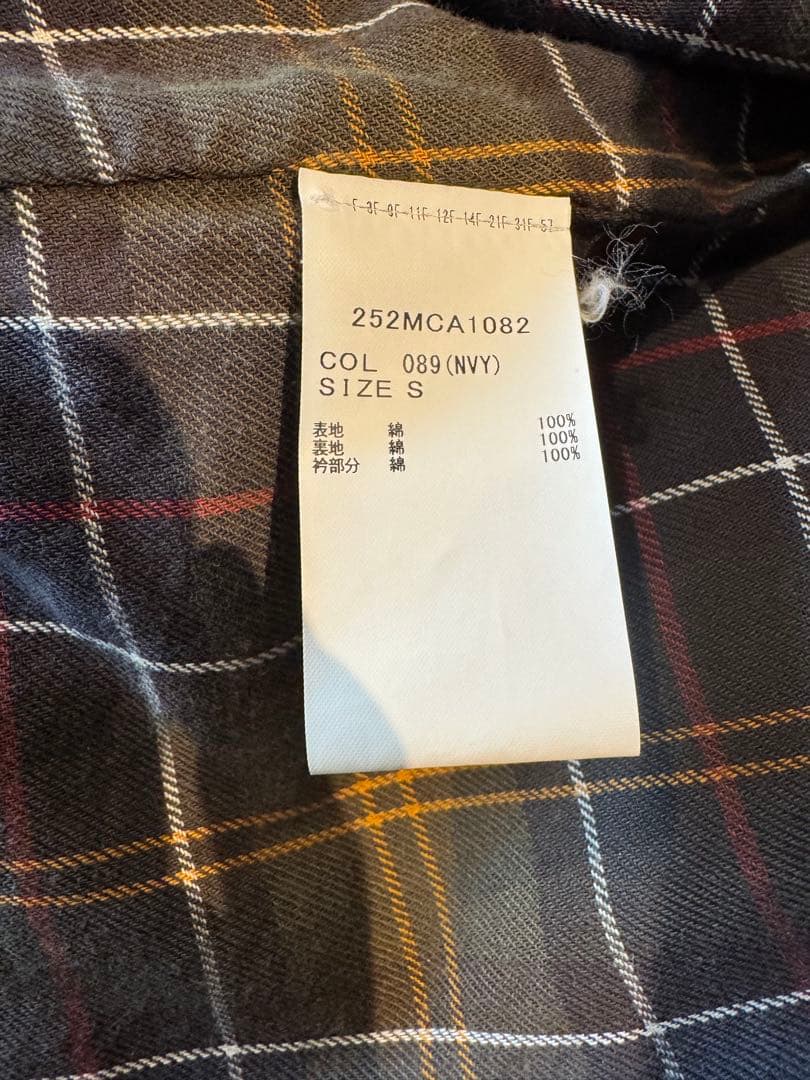 252MCA1082
COL 089(NVY)
SIZE S
表地 綿 100%
裏地 綿 100%
衿部分 綿 100%